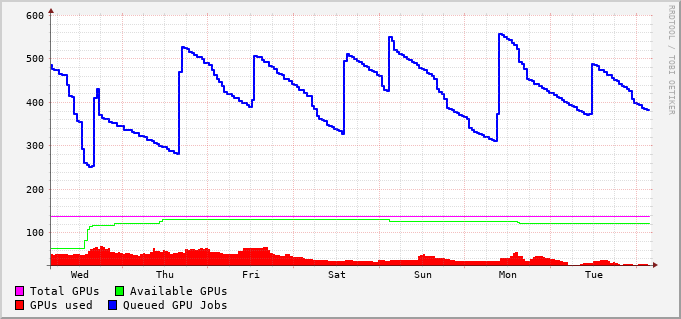 600
500
400
300
200
100
Wed Thu Fri Sat Sun Mon Tue
Total GPUs Available GPUs
GPUs used Queued GPU Jobs
RRDTOOL / TOBI OETIKER